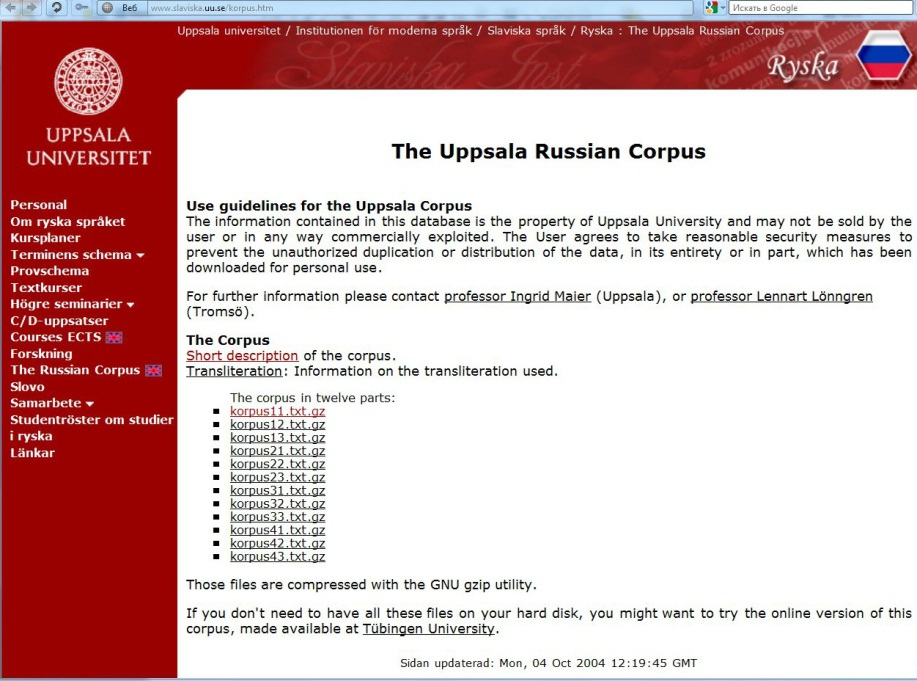 Веб
www.slaviska.uu.se/korpus.htm
Искать в Google
Uppsala universitet / Institutionen för moderna språk / Slaviska språk / Ryska : The Uppsala Russian Corpus
Slaviska Inst.
Ryska
UPPSALA
UNIVERSITET
Personal
Om ryska språket
Kursplaner
Terminens schema
Provschema
Textkurser
Högre seminarier
C/D-uppsatser
Courses ECTS
Forskning
The Russian Corpus
Slovo
Samarbete
Studentröster om studier
i ryska
Länkar
The Uppsala Russian Corpus
Use guidelines for the Uppsala Corpus
The information contained in this database is the property of Uppsala University and may not be sold by the
user or in any way commercially exploited. The User agrees to take reasonable security measures to
prevent the unauthorized duplication or distribution of the data, in its entirety or in part, which has been
downloaded for personal use.
For further information please contact professor Ingrid Maier (Uppsala), or professor Lennart Lönngren
(Tromsö).
The Corpus
Short description of the corpus.
Transliteration: Information on the transliteration used.
The corpus in twelve parts:
korpus11.txt.gz
korpus12.txt.gz
korpus13.txt.gz
korpus21.txt.gz
korpus22.txt.gz
korpus23.txt.gz
korpus31.txt.gz
korpus32.txt.gz
korpus33.txt.gz
korpus41.txt.gz
korpus42.txt.gz
korpus43.txt.gz
Those files are compressed with the GNU gzip utility.
If you don't need to have all these files on your hard disk, you might want to try the online version of this
corpus, made available at Tübingen University.
Sidan updaterad: Mon, 04 Oct 2004 12:19:45 GMT